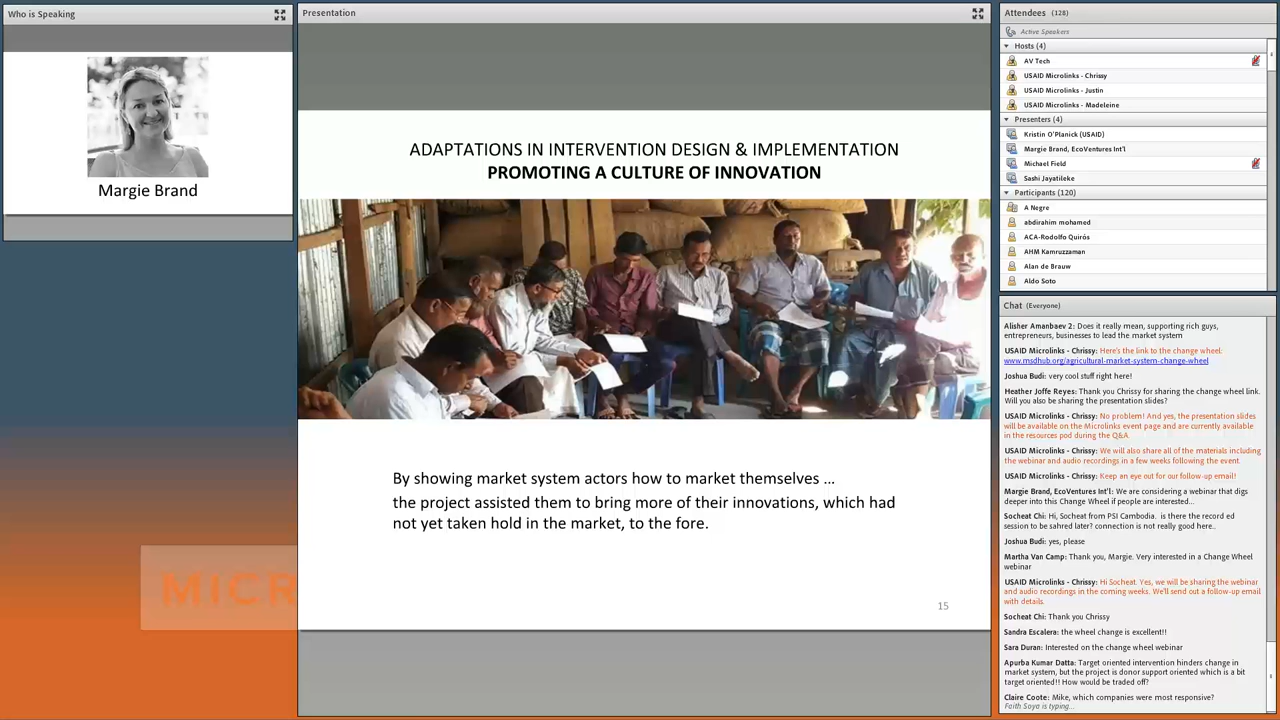 Who is Speaking
Margie Brand
Presentation
ADAPTATIONS IN INTERVENTION DESIGN & IMPLEMENTATION
PROMOTING A CULTURE OF INNOVATION
By showing market system actors how to market themselves …
the project assisted them to bring more of their innovations, which had
not yet taken hold in the market, to the fore.
15
MICR
Attendees (128)
Active Speakers
Hosts (4)
AV Tech
USAID Microlinks - Chrissy
USAID Microlinks - Justin
USAID Microlinks - Madeleine
Presenters (4)
Kristin O'Planick (USAID)
Margie Brand, EcoVentures Int'l
Michael Field
Sashi Jayatileke
Participants (120)
A Negre
abdirahim mohamed
ACA-Rodolfo Quirós
AHM Kamruzzaman
Alan de Brauw
Aldo Soto
Chat (Everyone)
Alisher Amanbaev 2: Does it really mean, supporting rich guys,
entrepreneurs, businesses to lead the market system
USAID Microlinks - Chrissy: Here's the link to the change wheel:
www.msdhub.org/agricultural-market-system-change-wheel
Joshua Budi: very cool stuff right here!
Heather Joffe Reyes: Thank you Chrissy for sharing the change wheel link.
Will you also be sharing the presentation slides?
USAID Microlinks - Chrissy: No problem! And yes, the presentation slides
will be available on the Microlinks event page and are currently available
in the resources pod during the Q&A.
USAID Microlinks - Chrissy: We will also share all of the materials including
the webinar and audio recordings in a few weeks following the event.
USAID Microlinks - Chrissy: Keep an eye out for our follow-up email!
Margie Brand, EcoVentures Int'l: We are considering a webinar that digs
deeper into this Change Wheel if people are interested...
Socheat Chi: Hi, Socheat from PSI Cambodia. is there the record ed
session to be sahred later? connection is not really good here..
Joshua Budi: yes, please
Martha Van Camp: Thank you, Margie. Very interested in a Change Wheel
webinar
USAID Microlinks - Chrissy: Hi Socheat. Yes, we will be sharing the webinar
and audio recordings in the coming weeks. We'll send out a follow-up email
with details.
Socheat Chi: Thank you Chrissy
Sandra Escalera: the wheel change is excellent!!
Sara Duran: Interested on the change wheel webinar
Apurba Kumar Datta: Target oriented intervention hinders change in
market system, but the project is donor support oriented which is a bit
target oriented!! How would be traded off?
Claire Coote: Mike, which companies were most responsive?
Faith Soya is typing...